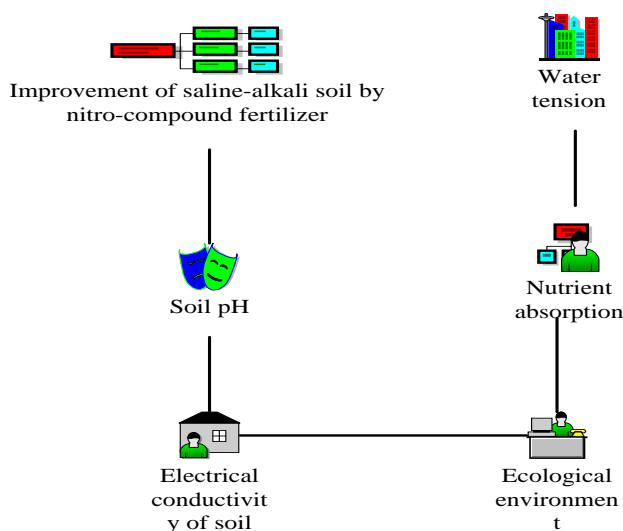 Improvement of saline-alkali soil by
nitro-compound fertilizer
Water
tension
Soil pH
Nutrient
absorption
Electrical
conductivit
y of soil
Ecological
environmen
t